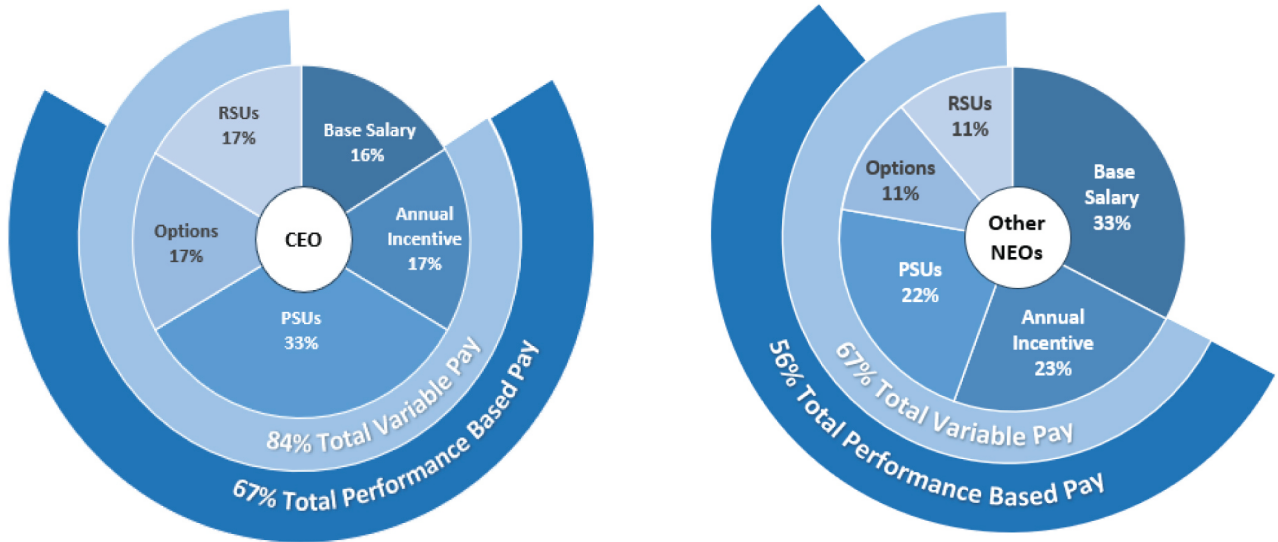 RSUs
17%
Base Salary
16%
Annual
Incentive
17%
PSUs
33%
Options
17%
CEO
84% Total Variable Pay
67% Total Performance Based Pay
RSUs
11%
Base
Salary
33%
Annual
Incentive
23%
PSUs
22%
Options
11%
Other
NEOs
67% Total Variable Pay
56% Total Performance Based Pay